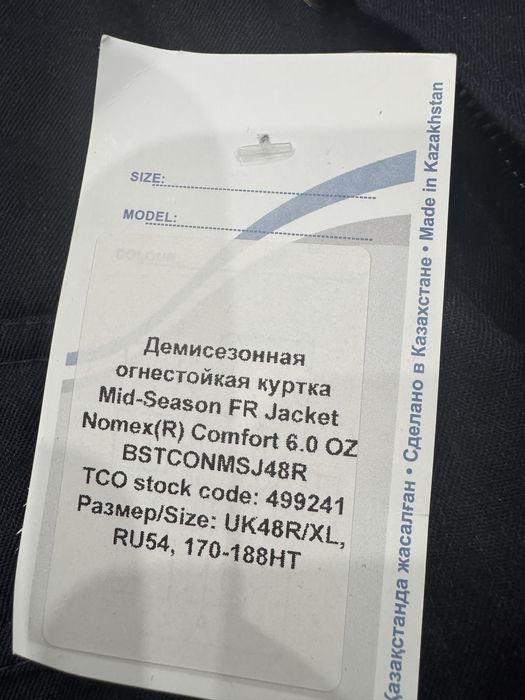 SIZE:
MODEL:
COLOUR
Демисезонная
огнестойкая куртка
Mid-Season FR Jacket
Nomex(R) Comfort 6.0 OZ
BSTCONMSJ48R
TCO stock code: 499241
Размер/Size: UK48R/XL,
RU54, 170-188HT
Қазақстанда жасалған • Сделано в Казахстане • Made in Kazakhstan